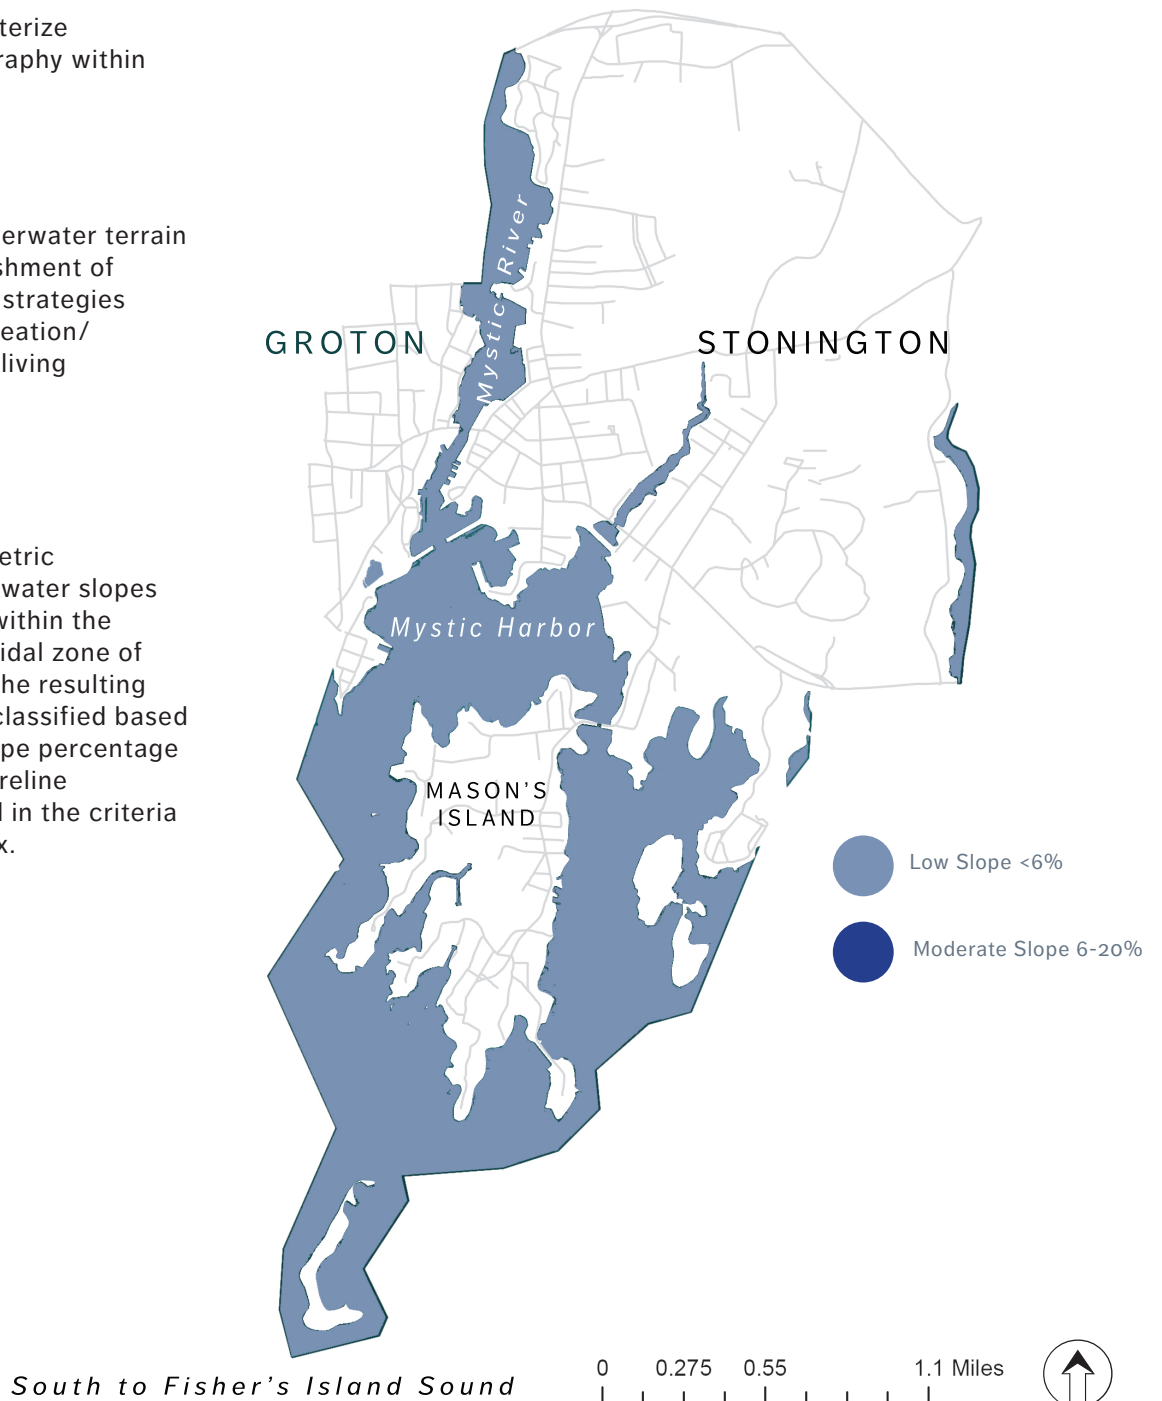 terize
raphy within
erwater terrain
shment of
strategies
eation/
living
etric
water slopes
within the
idal zone of
he resulting
classified based
pe percentage
reline
l in the criteria
x.
Mystic River
GROTON
STONINGTON
Mystic Harbor
MASON'S
ISLAND
Low Slope <6%
Moderate Slope 6-20%
South to Fisher's Island Sound
0 0.275 0.55 1.1 Miles